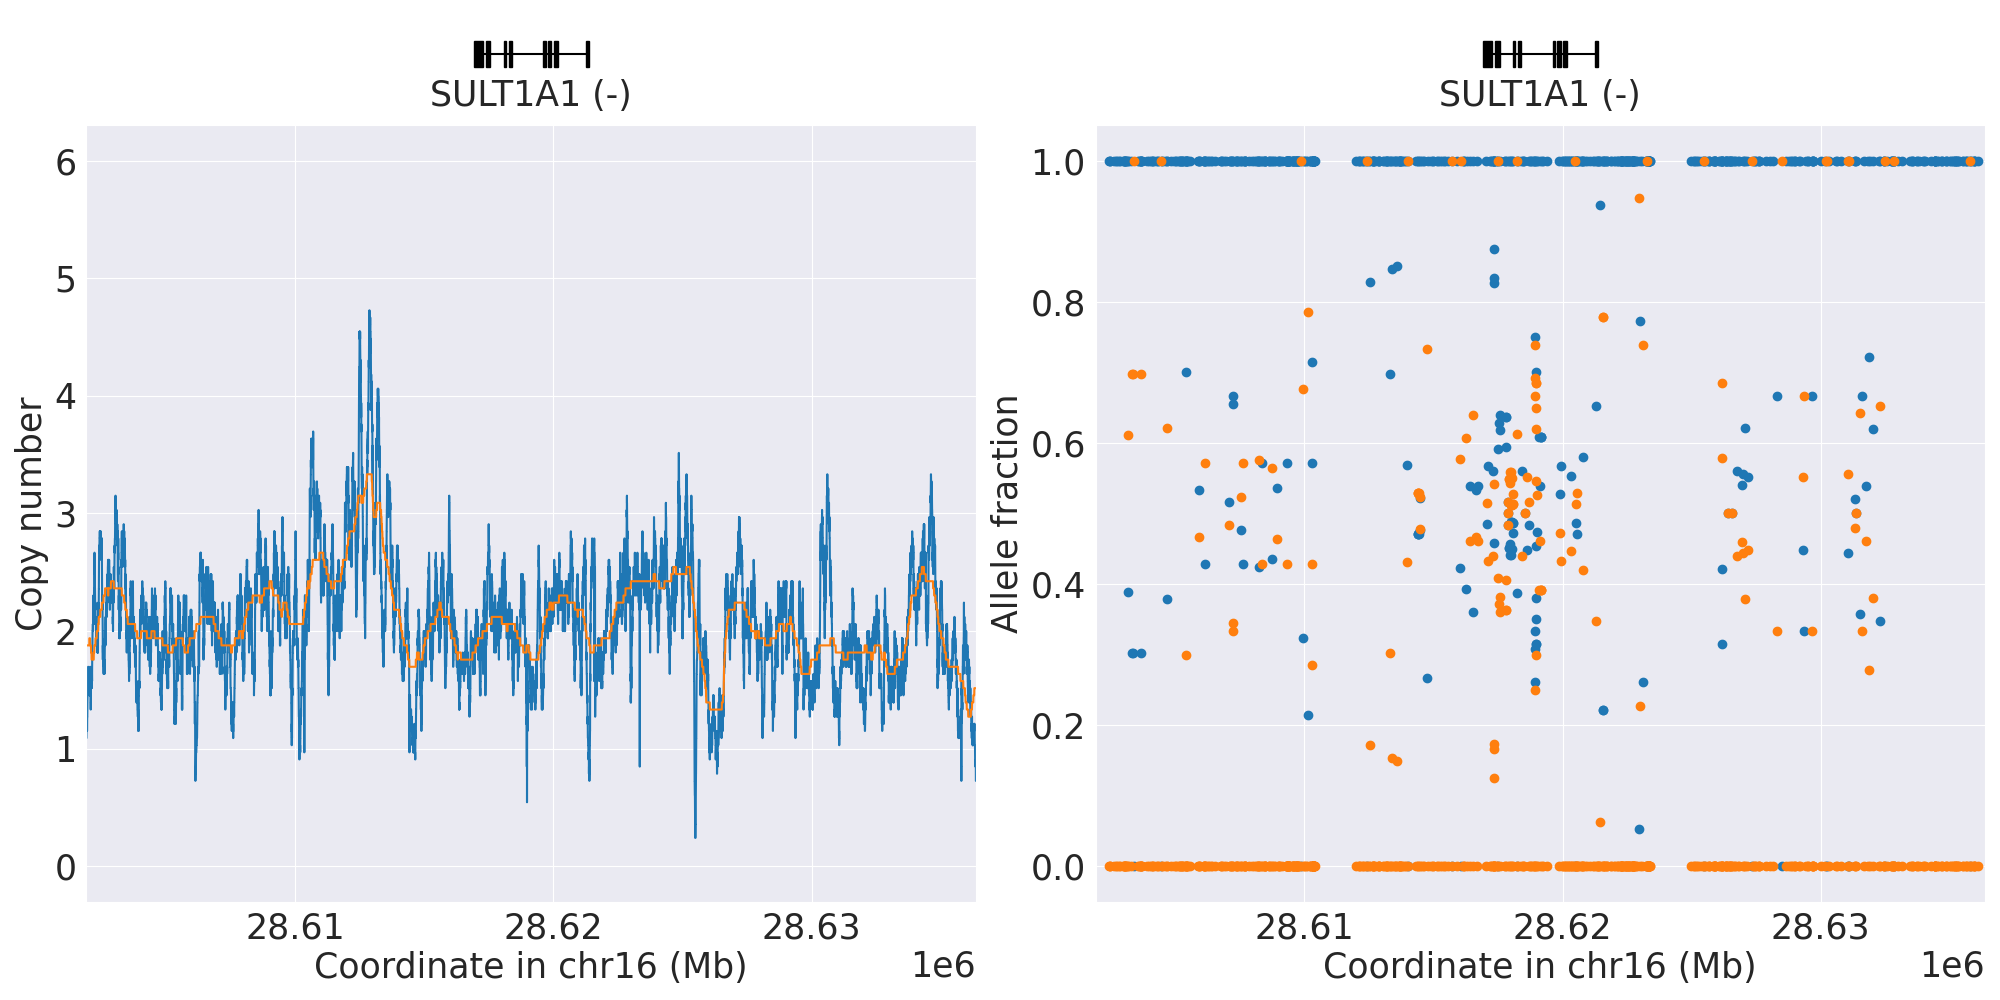 SULT1A1 (-)
6
5
4
3
2
1
0
Copy number
28.61
28.62
28.63
Coordinate in chr16 (Mb)
1e6
SULT1A1 (-)
1.0
0.8
0.6
0.4
0.2
0.0
Allele fraction
28.61
28.62
28.63
Coordinate in chr16 (Mb)
1e6